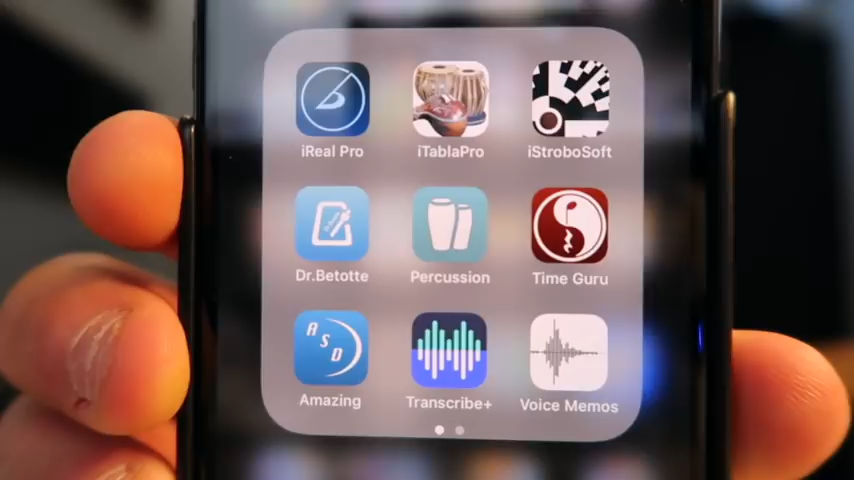 iReal Pro
iTablaPro
iStroboSoft
Dr.Betotte
Percussion
Time Guru
A S D
Amazing
Transcribe+
Voice Memos